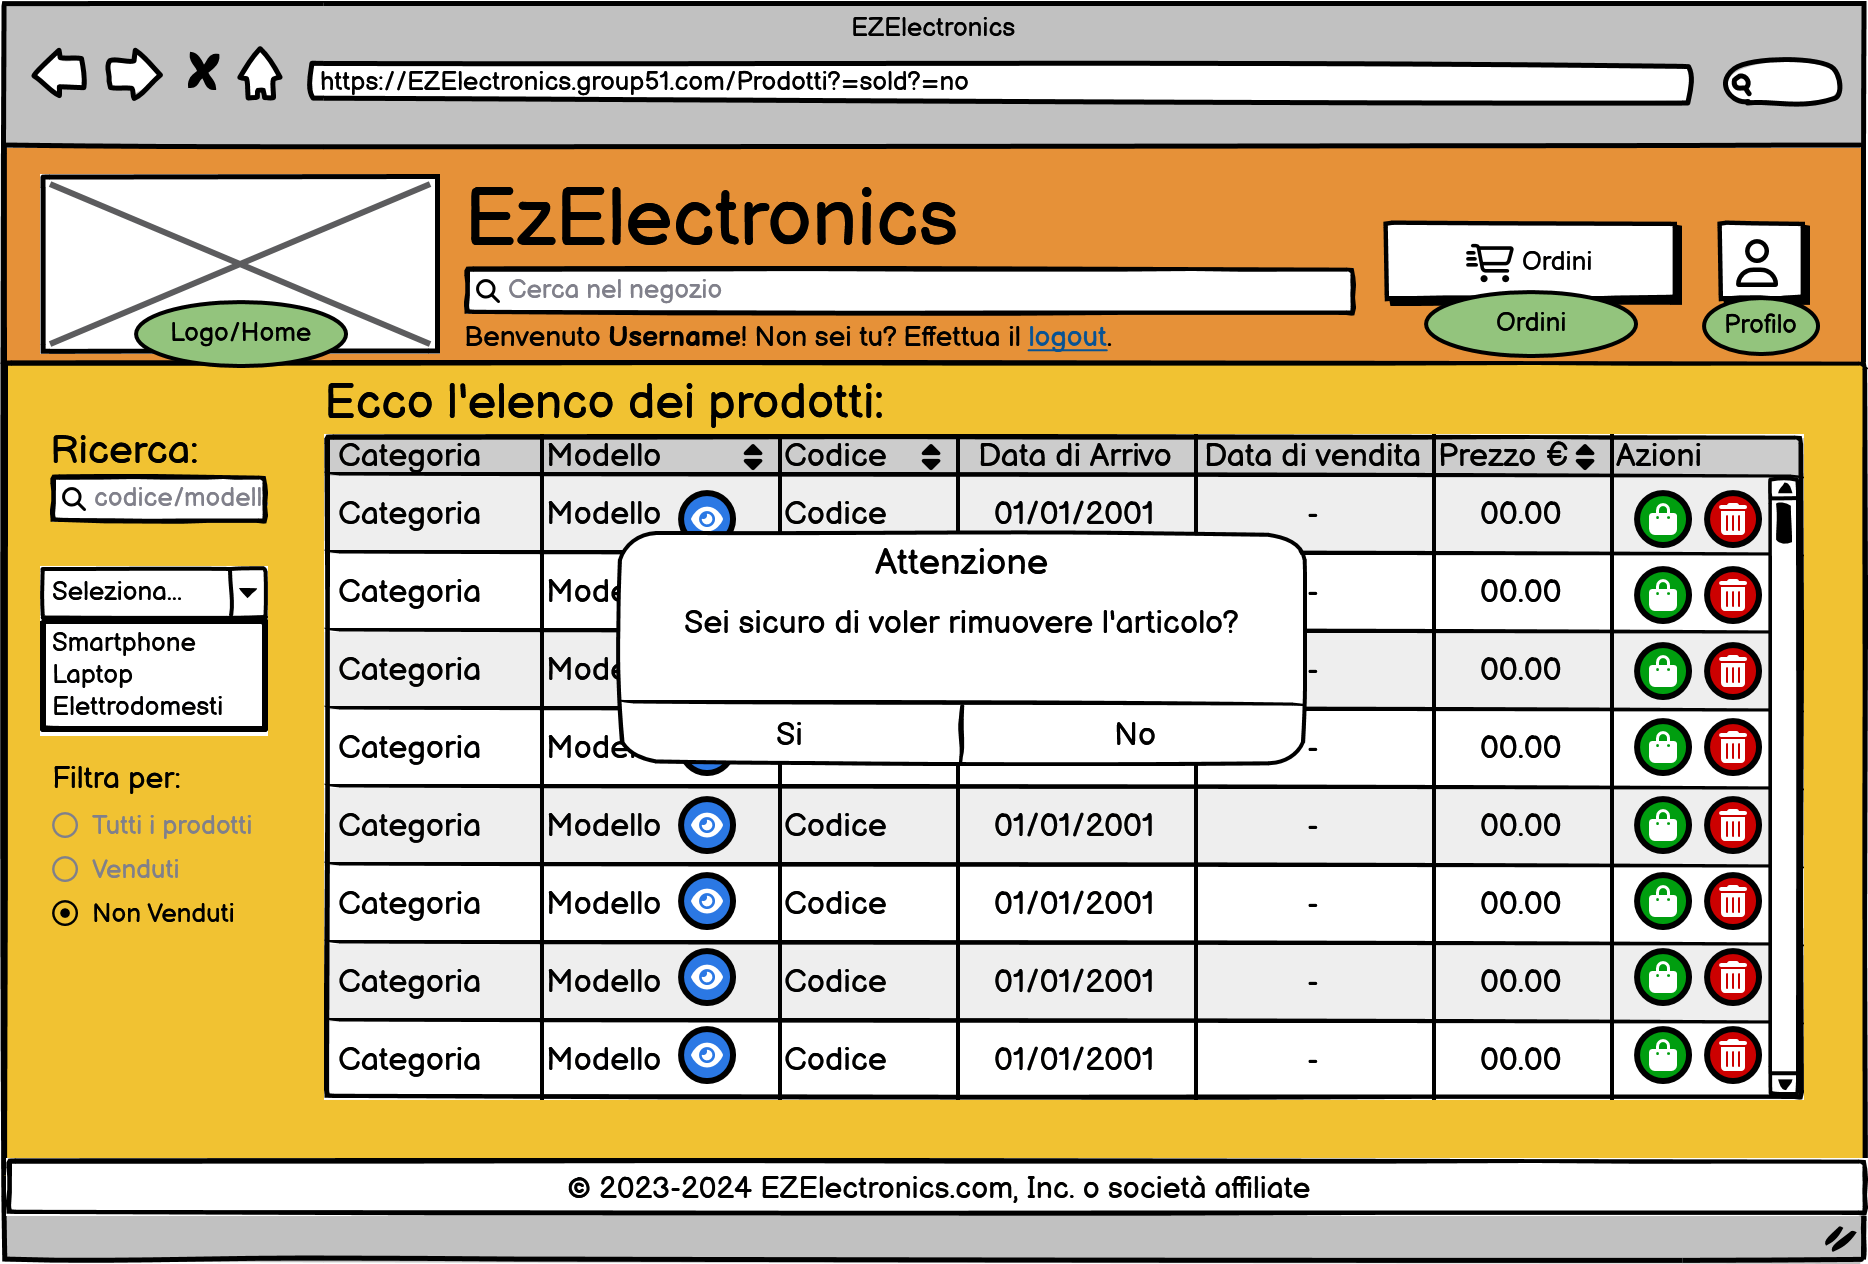 EZElectronics
https://EZElectronics.group51.com/Prodotti?=sold?=no
EzElectronics
Logo/Home
Cerca nel negozio
Benvenuto Username! Non sei tu? Effettua il logout.
Ordini
Ordini
Profilo
Ecco l'elenco dei prodotti:
Ricerca:
codice/modell
Seleziona...
Smartphone
Laptop
Elettrodomesti
Filtra per:
Tutti i prodotti
Venduti
Non Venduti
Categoria Modello Codice Data di Arrivo Data di vendita Prezzo € Azioni
Categoria Modello Codice 01/01/2001 - 00.00
Categoria Mode - 00.00
Categoria Mode - 00.00
Categoria Mode - 00.00
Attenzione
Sei sicuro di voler rimuovere l'articolo?
Si No
Categoria Modello Codice 01/01/2001 - 00.00
Categoria Modello Codice 01/01/2001 - 00.00
Categoria Modello Codice 01/01/2001 - 00.00
Categoria Modello Codice 01/01/2001 - 00.00
© 2023-2024 EZElectronics.com, Inc. o società affiliate